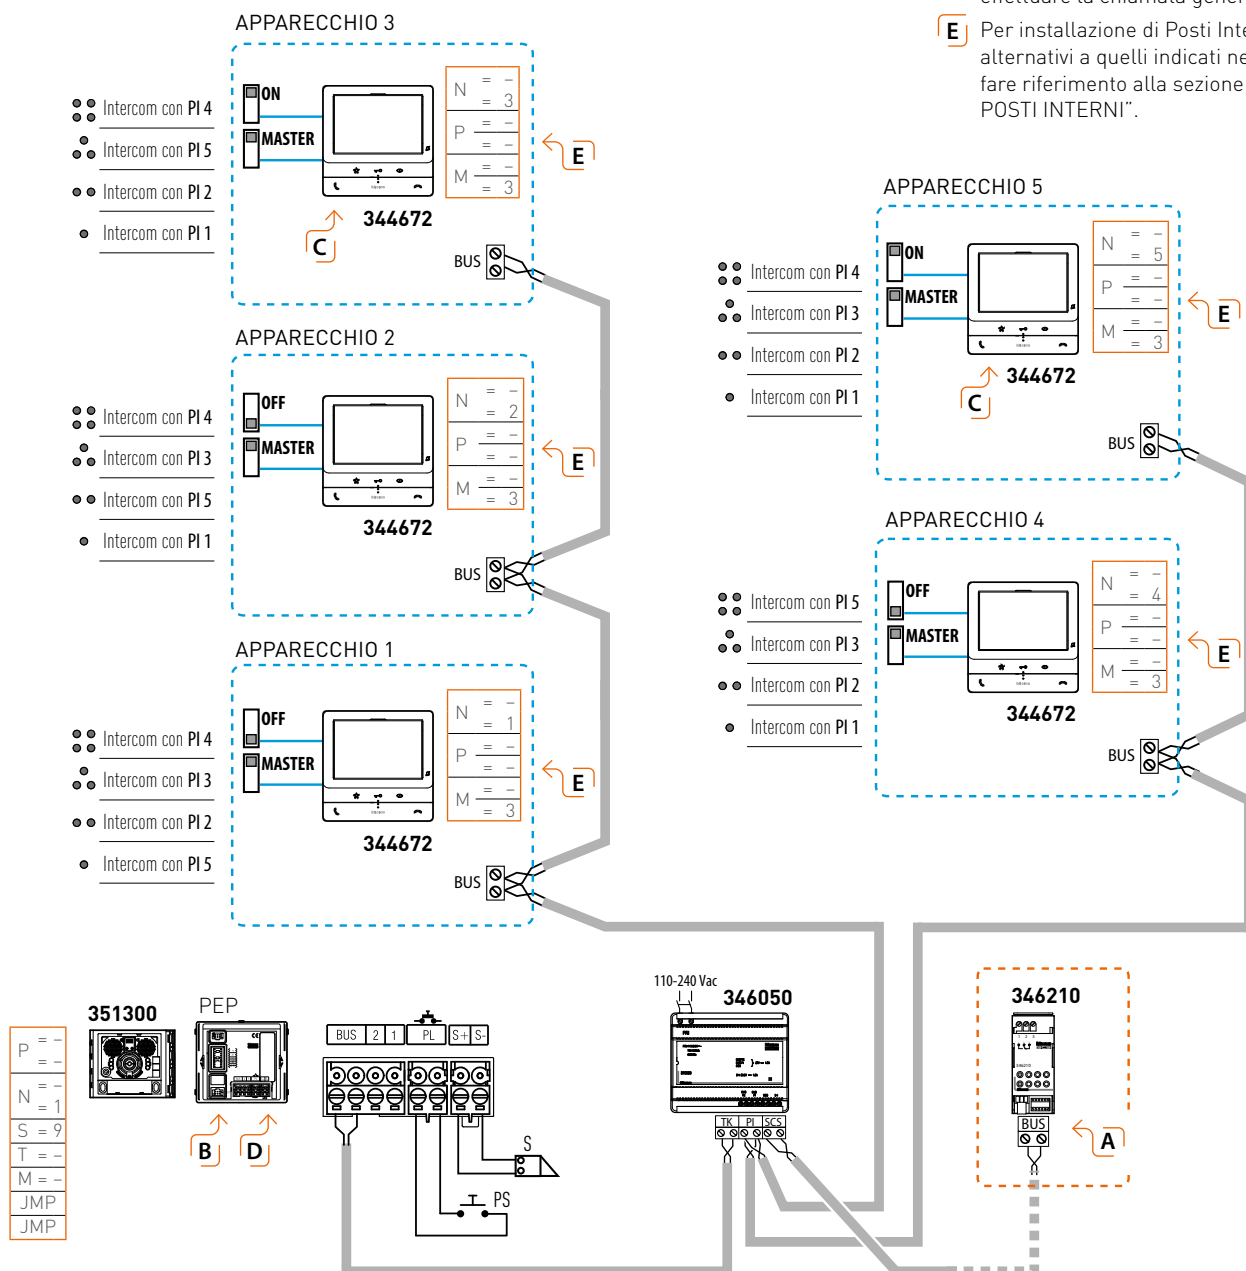 effettuare la chiamata gener
E Per installazione di Posti Inte
alternativi a quelli indicati ne
fare riferimento alla sezione
POSTI INTERNI”.
APPARECCHIO 3
Intercom con PI 4
Intercom con PI 5
Intercom con PI 2
Intercom con PI 1
ON
MASTER
344672
C
N = –
= 3
P = –
= –
M = –
= 3
E
BUS
APPARECCHIO 2
Intercom con PI 4
Intercom con PI 3
Intercom con PI 5
Intercom con PI 1
OFF
MASTER
344672
N = –
= 2
P = –
= –
M = –
= 3
E
BUS
APPARECCHIO 1
Intercom con PI 4
Intercom con PI 3
Intercom con PI 2
Intercom con PI 5
OFF
MASTER
344672
N = –
= 1
P = –
= –
M = –
= 3
E
BUS
APPARECCHIO 5
Intercom con PI 4
Intercom con PI 3
Intercom con PI 2
Intercom con PI 1
ON
MASTER
344672
C
N = –
= 5
P = –
= –
M = –
= 3
E
BUS
APPARECCHIO 4
Intercom con PI 5
Intercom con PI 3
Intercom con PI 2
Intercom con PI 1
OFF
MASTER
344672
N = –
= 4
P = –
= –
M = –
= 3
E
BUS
P = –
= –
N = –
= 1
S = 9
T = –
M = –
JMP
JMP
351300
PEP
B
D
BUS 2 1 PL S+ S-
S
PS
110-240 Vac
346050
TK PI SCS
346210
BUS
A